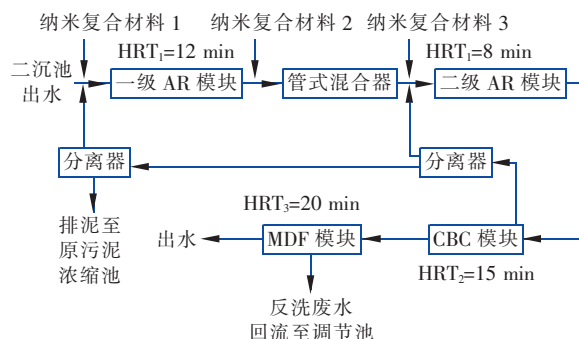 纳米复合材料 1
纳米复合材料 2
纳米复合材料 3
HRT₁=12 min
HRT₁=8 min
二沉池
出水
一级 AR 模块
管式混合器
二级 AR 模块
分离器
分离器
排泥至
原污泥
浓缩池
HRT₃=20 min
出水
MDF 模块
CBC 模块
HRT₂=15 min
反洗废水
回流至调节池